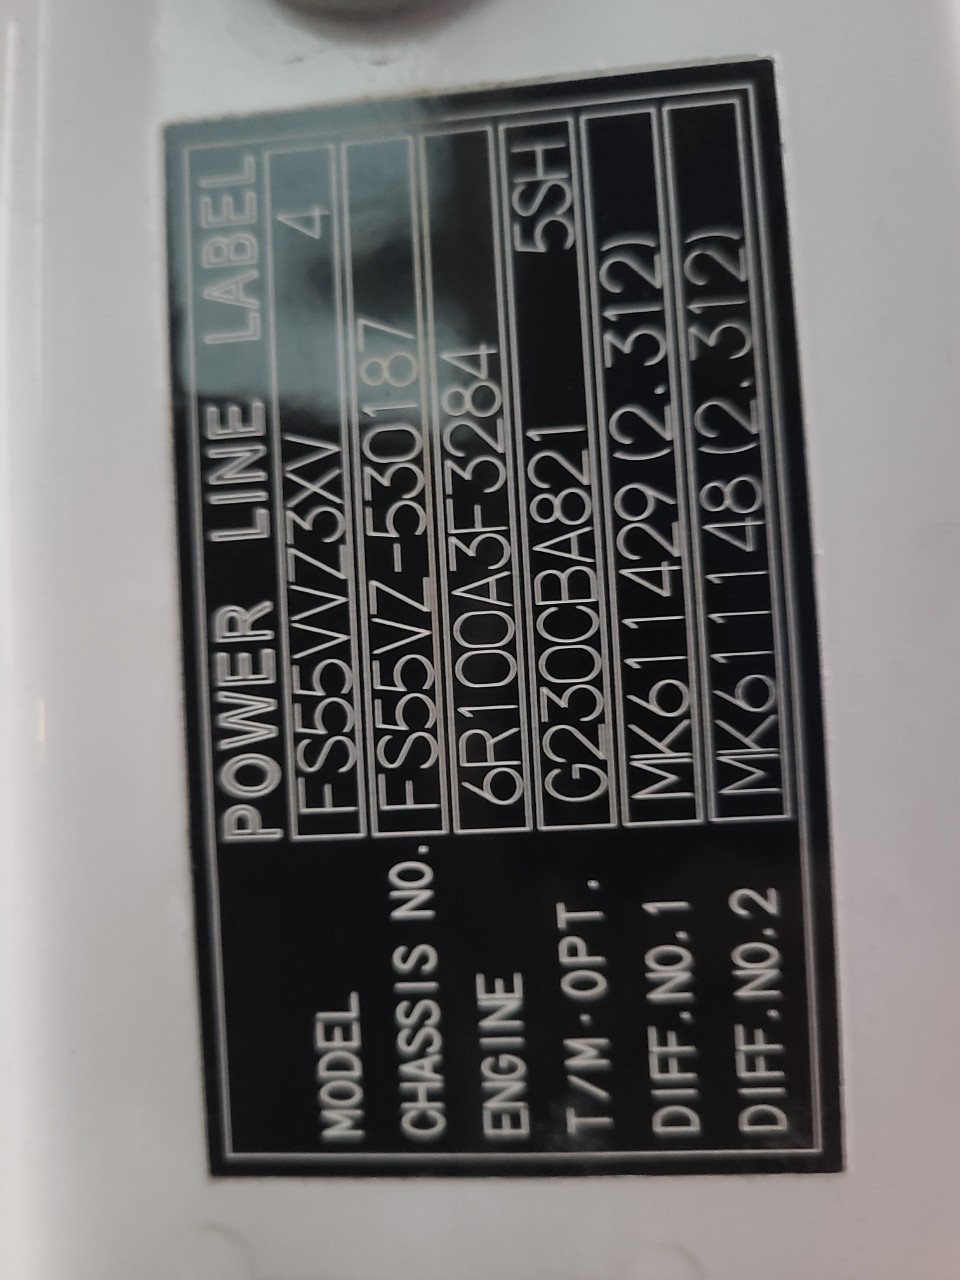 POWER LINE LABEL
MODEL FS55VVZ3XV 4
CHASSIS NO. FS55VZ-530187
ENGINE 6R100A3F3284
T/M·OPT. G230CBA821 5SH
DIFF.NO.1 MK611429 (2.312)
DIFF.NO.2 MK611148 (2.312)